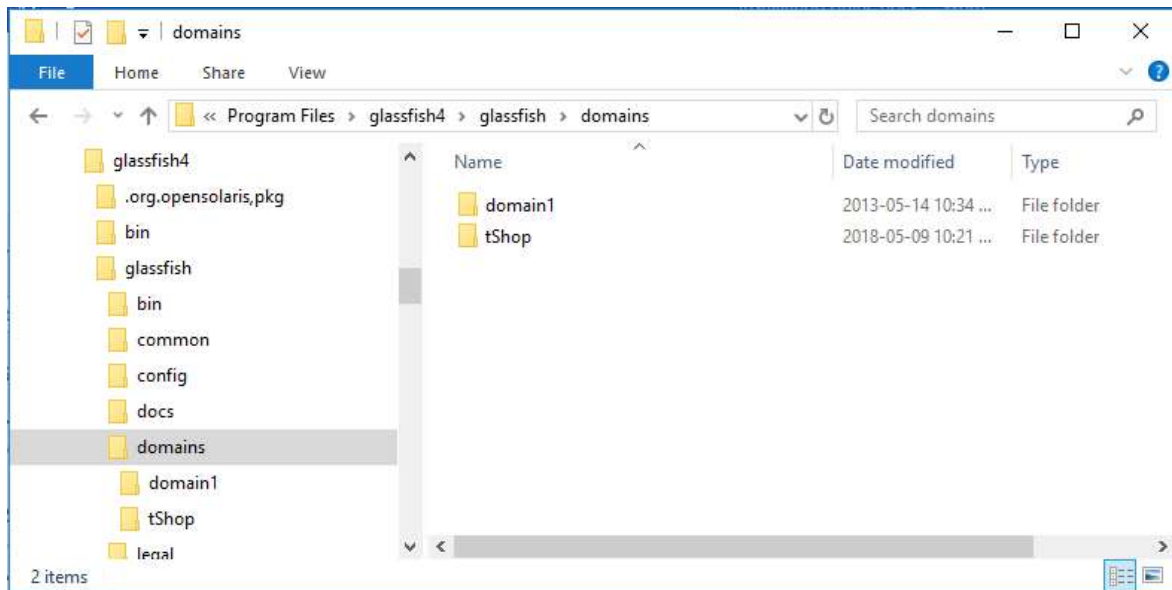 domains
File Home Share View
« Program Files > glassfish4 > glassfish > domains Search domains
glassfish4
.org.opensolaris,pkg
bin
glassfish
bin
common
config
docs
domains
domain1
tShop
legal
Name Date modified Type
domain1 2013-05-14 10:34 ... File folder
tShop 2018-05-09 10:21 ... File folder
2 items